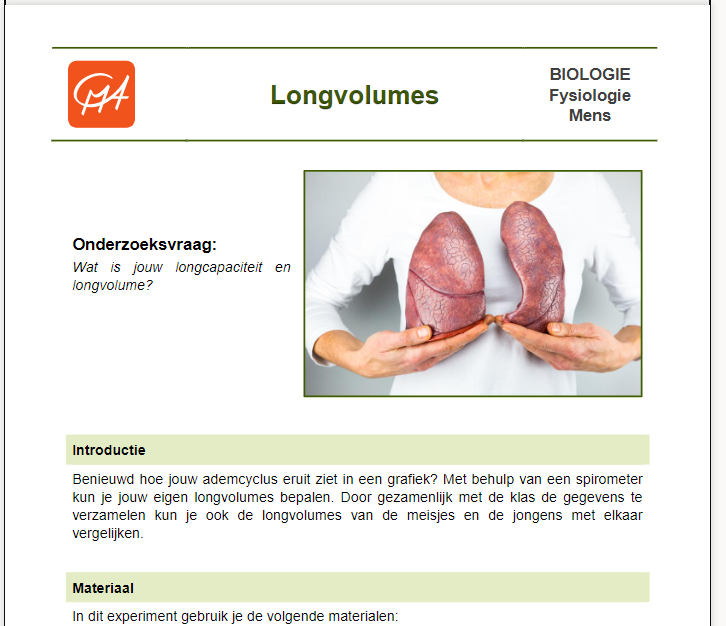 CMA
Longvolumes
BIOLOGIE
Fysiologie
Mens
Onderzoeksvraag:
Wat is jouw longcapaciteit en
longvolume?
Introductie
Benieuwd hoe jouw ademcyclus eruit ziet in een grafiek? Met behulp van een spirometer
kun je jouw eigen longvolumes bepalen. Door gezamenlijk met de klas de gegevens te
verzamelen kun je ook de longvolumes van de meisjes en de jongens met elkaar
vergelijken.
Materiaal
In dit experiment gebruik je de volgende materialen: